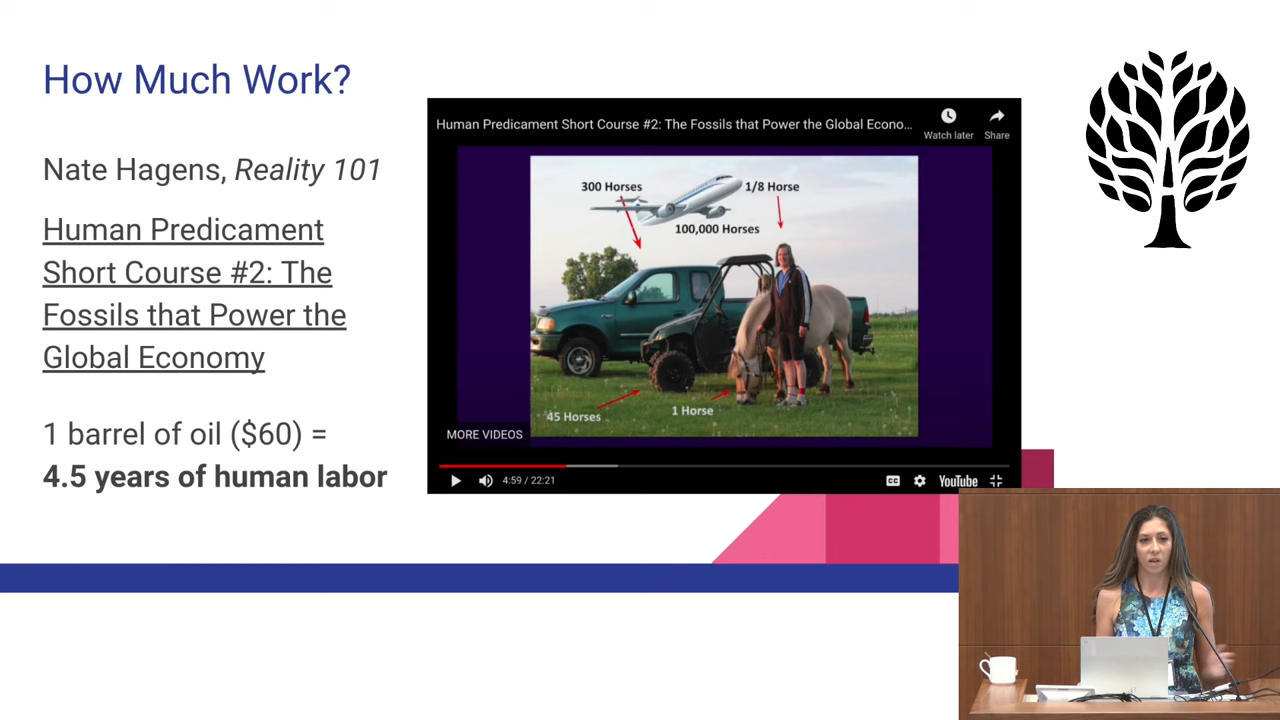 How Much Work?
Nate Hagens, Reality 101
Human Predicament
Short Course #2: The
Fossils that Power the
Global Economy
1 barrel of oil ($60) =
4.5 years of human labor
Human Predicament Short Course #2: The Fossils that Power the Global Econo...
Watch later
Share
300 Horses
1/8 Horse
100,000 Horses
45 Horses
1 Horse
MORE VIDEOS
4:59 / 22:21
CC
YouTube